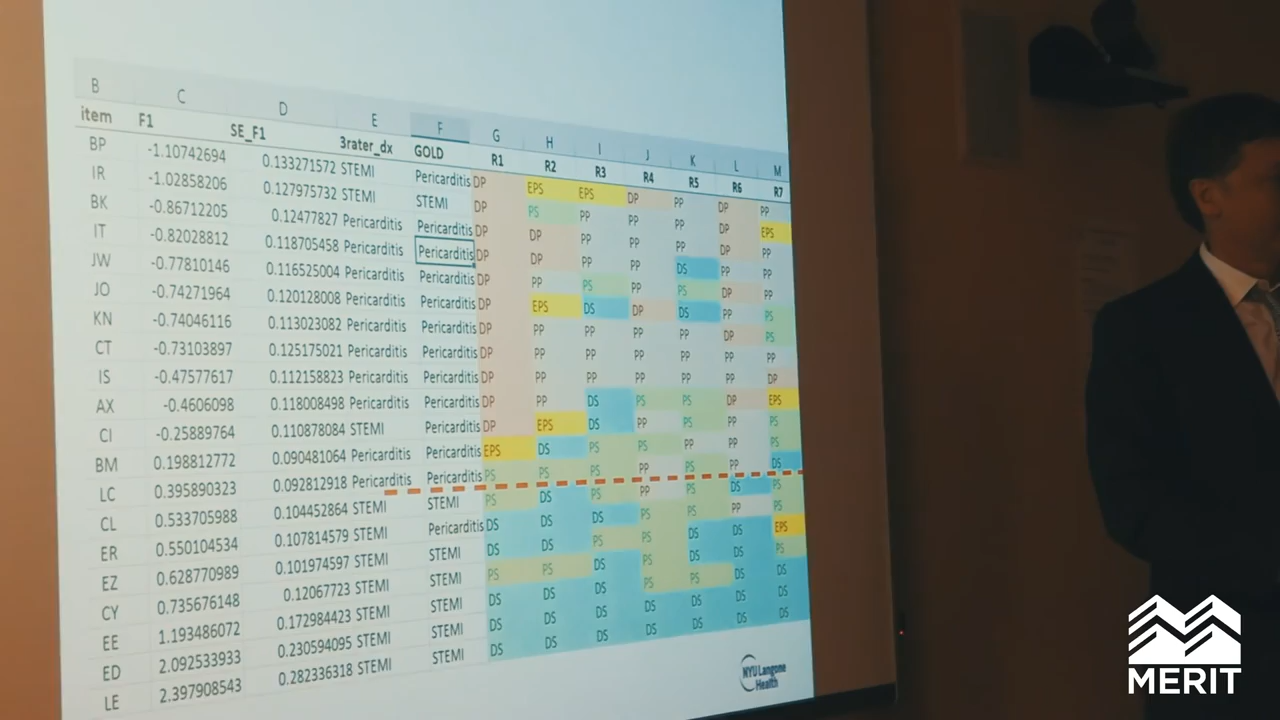 B C D E F G H I J K L M
item F1 SE_F1 3rater_dx GOLD R1 R2 R3 R4 R5 R6 R7
BP -1.10742694 0.133271572 STEMI Pericarditis DP EPS EPS DP PP DP PP
IR -1.02858206 0.127975732 STEMI STEMI DP PS PP PP PP DP EPS
BK -0.86712205 0.12477827 Pericarditis Pericarditis DP DP PP PP PP DP PP
IT -0.82028812 0.118705458 Pericarditis Pericarditis DP DP PP PP DS PP PP
JW -0.77810146 0.116525004 Pericarditis Pericarditis DP PP PS PP PS DP PP
JO -0.74271964 0.120128008 Pericarditis Pericarditis DP EPS DS DP DS PP PS
KN -0.74046116 0.113023082 Pericarditis Pericarditis DP PP PP PP PP DP PS
CT -0.73103897 0.125175021 Pericarditis Pericarditis DP PP PP PP PP PP PP
IS -0.47577617 0.112158823 Pericarditis Pericarditis DP PP PP PP PP PP DP
AX -0.4606098 0.118008498 Pericarditis Pericarditis DP PP DS PS PS DP EPS
CI -0.25889764 0.110878084 STEMI Pericarditis DP EPS DS PP PS PP PS
BM 0.198812772 0.090481064 Pericarditis Pericarditis EPS DS PS PS PP PP PS
LC 0.395890323 0.092812918 Pericarditis Pericarditis PS PS PS PP PS PP DS
CL 0.533705988 0.104452864 STEMI STEMI PS DS PS PP PS DS PS
ER 0.550104534 0.107814579 STEMI Pericarditis DS DS DS PS PS PP PS
EZ 0.628770989 0.101974597 STEMI STEMI DS DS PS PS DS DS EPS
CY 0.735676148 0.12067723 STEMI STEMI PS PS DS PS DS DS PS
EE 1.193486072 0.172984423 STEMI STEMI DS DS DS PS PS DS DS
ED 2.092533933 0.230594095 STEMI STEMI DS DS DS DS DS DS DS
LE 2.397908543 0.282336318 STEMI STEMI DS DS DS DS DS DS DS
NYU Langone
Health
MERIT